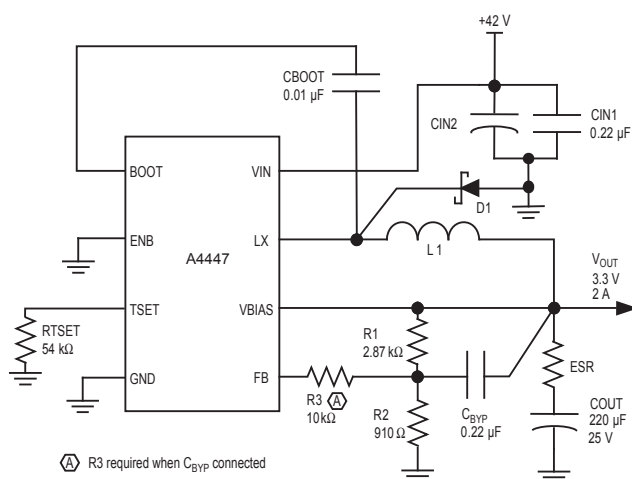 +42 V
CBOOT
0.01 µF
CIN2
CIN1
0.22 µF
BOOT
VIN
D1
ENB
A4447
LX
L1
VOUT
3.3 V
2 A
TSET
VBIAS
RTSET
54 kΩ
R1
2.87 kΩ
ESR
GND
FB
R3
10 kΩ
A
R2
910 Ω
CBYP
0.22 µF
COUT
220 µF
25 V
A R3 required when CBYP connected